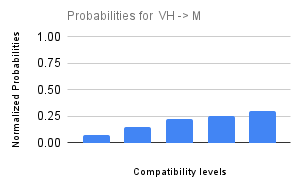 Probabilities for VH -> M
1.00
0.75
0.50
0.25
0.00
Normalized Probabilities
Compatibility levels